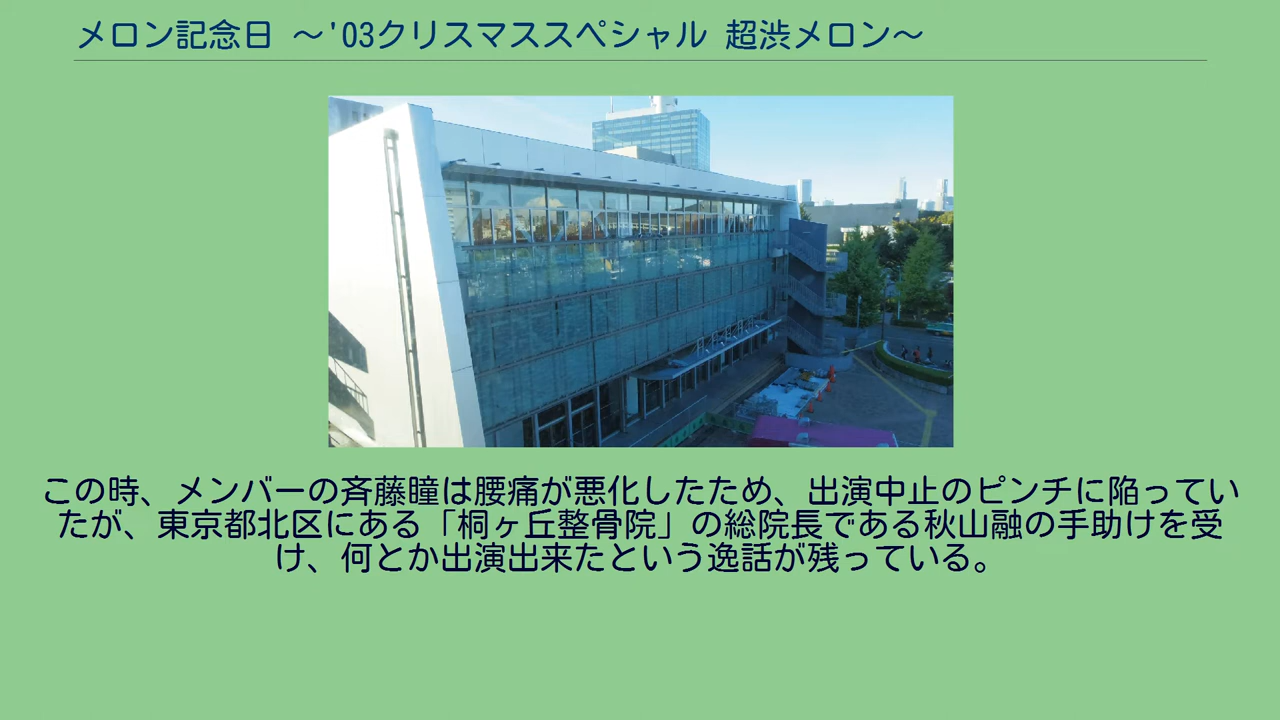 メロン記念日 ～'03クリスマススペシャル 超渋メロン～
この時、メンバーの斉藤瞳は腰痛が悪化したため、出演中止のピンチに陥ってい
たが、東京都北区にある「桐ヶ丘整骨院」の総院長である秋山融の手助けを受
け、何とか出演出来たという逸話が残っている。